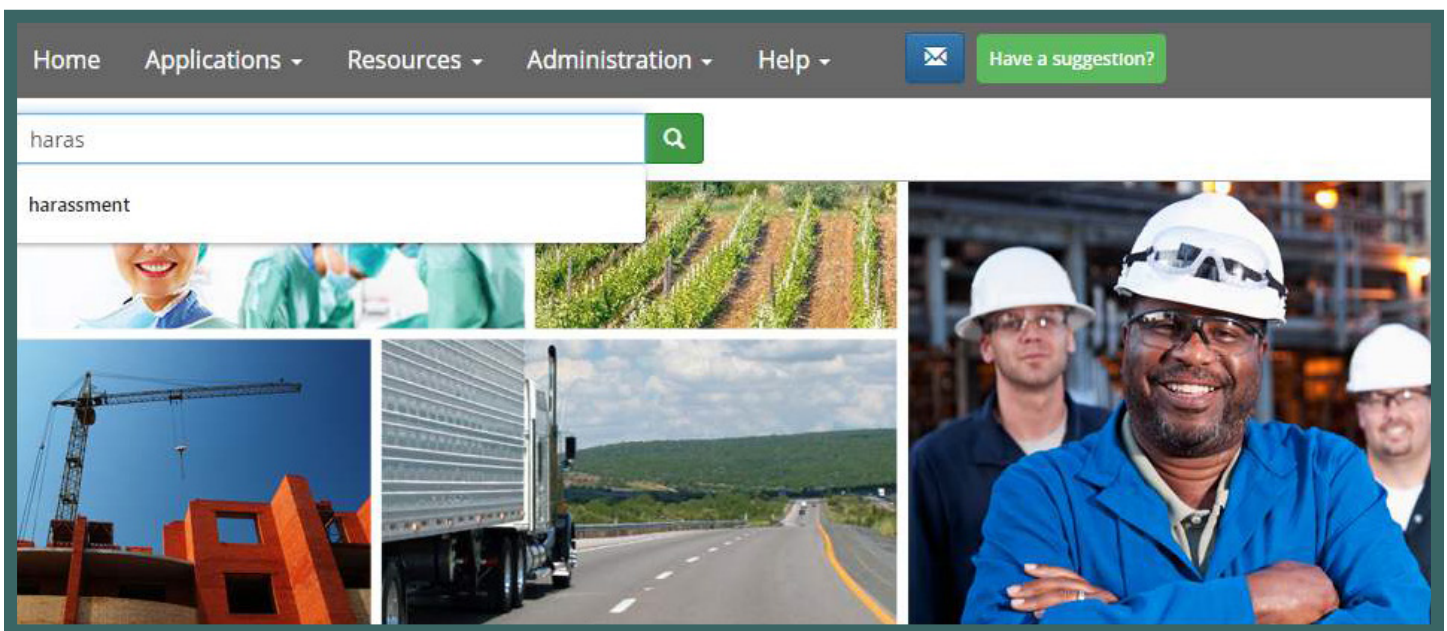 Home Applications Resources Administration Help Have a suggestion?
haras
harassment